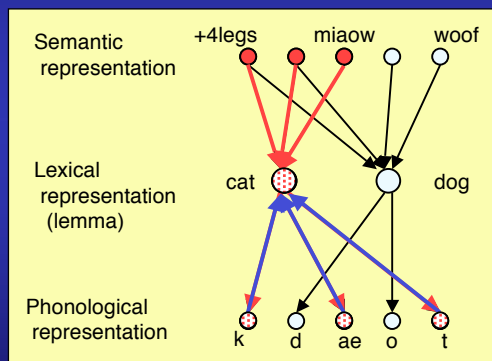 +4legs miaow woof
Semantic
representation
Lexical
representation
(lemma)
cat dog
Phonological
representation
k d ae o t